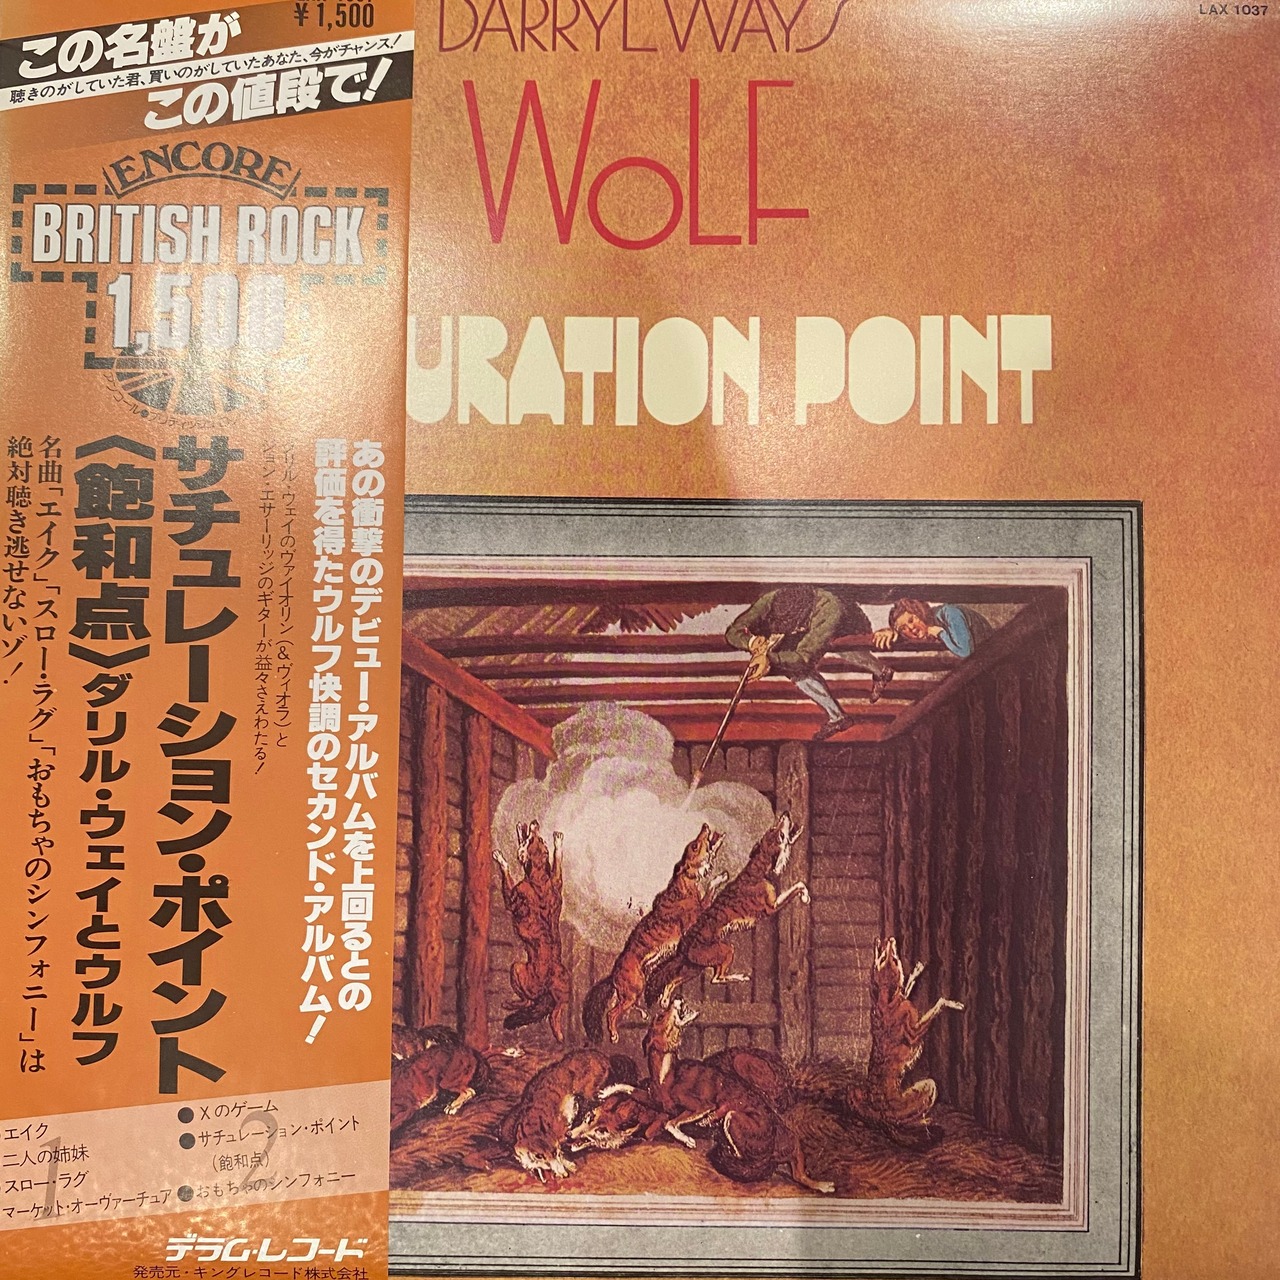 ¥1,500
この名盤が
聴きのがしていた君、買いのがしていたあなた、今がチャンス!
この値段で!
ENCORE
BRITISH ROCK
1,500
あの衝撃のデビュー・アルバムを上回るとの
評価を得たウルフ快調のセカンド・アルバム!
ル・ウェイのヴァイオリン(&ヴィオラ)と
ション・エサーリッジのギターが益々さえわたる!
サチュレーション・ポイント
〈飽和点〉ダリル・ウェイとウルフ
名曲「エイク」「スロー・ラグ」「おもちゃのシンフォニー」は
絶対聴き逃せないゾ!
1
エイク
二人の姉妹
スロー・ラグ
マーケット・オーヴァーチュア
2
●Xのゲーム
●サチュレーション・ポイント
(飽和点)
●おもちゃのシンフォニー
デラム・レコード
発売元・キングレコード株式会社
DARRYL WAY'S
WOLF
URATION POINT
LAX 1037